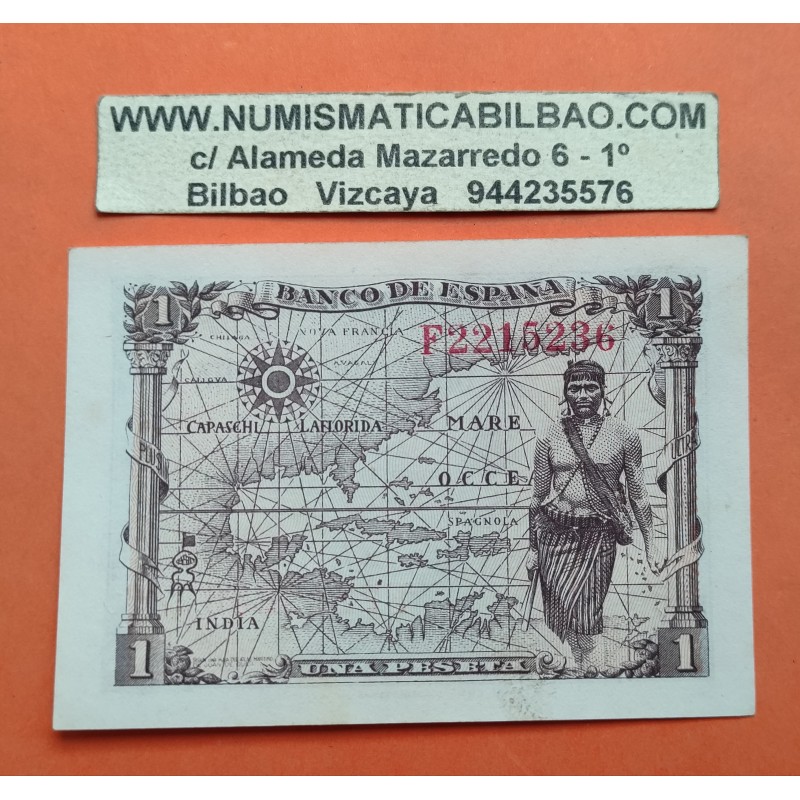 WWW.NUMISMATICABILBAO.COM
c/ Alameda Mazarredo 6 - 1º
Bilbao Vizcaya 944235576
1 BANCO DE ESPAÑA 1
NOVA FRANCIA
F2215236
CAPASCHI LAFLORIDA MARE
OCCE
SPAGNOLA
INDIA
1 UNA PESETA 1